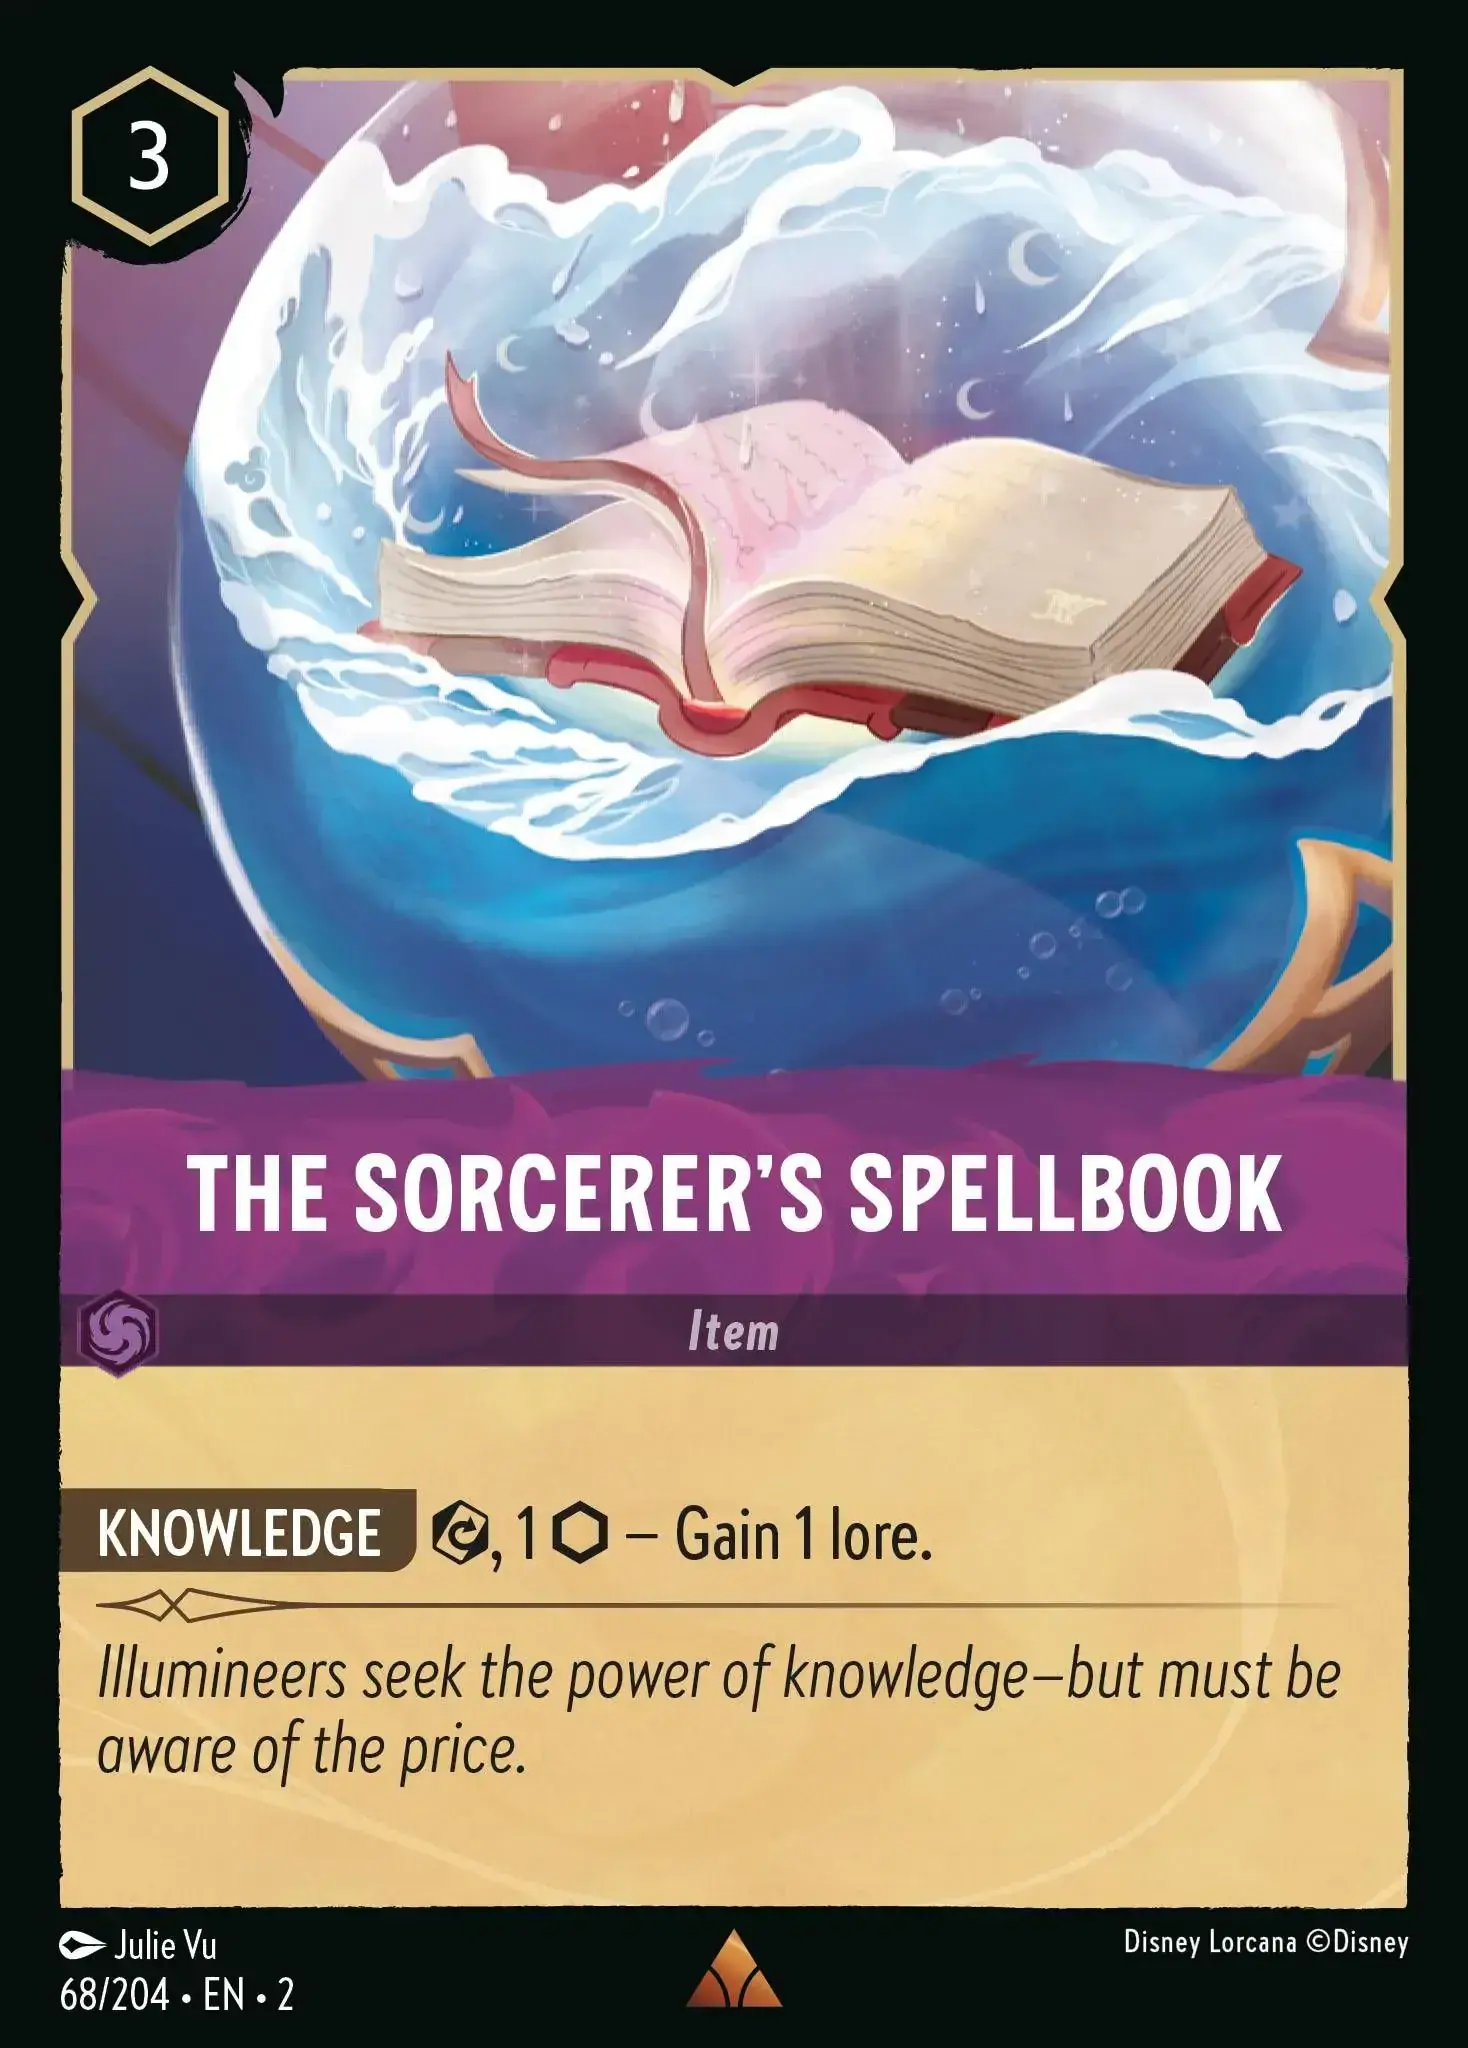 3
THE SORCERER’S SPELLBOOK
Item
KNOWLEDGE , 1 – Gain 1 lore.
Illumineers seek the power of knowledge—but must be
aware of the price.
Julie Vu
Disney Lorcana ©Disney
68/204 • EN • 2